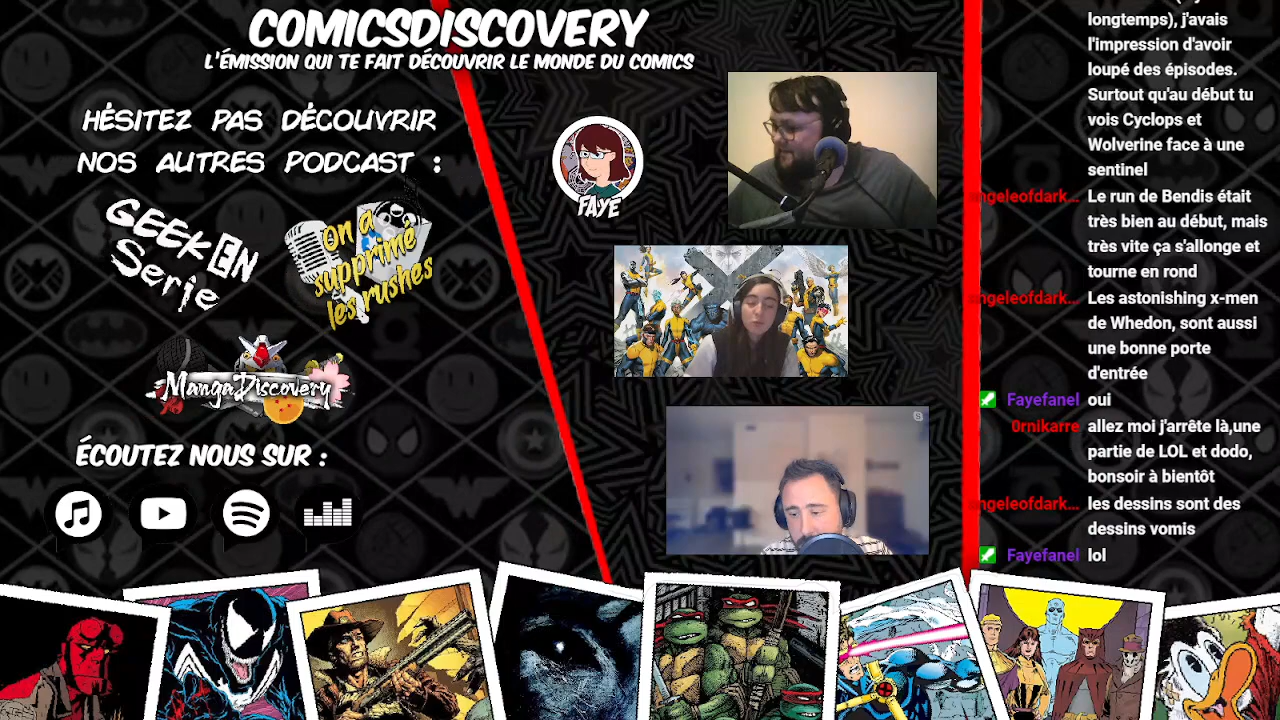 COMICSDISCOVERY
L'ÉMISSION QUI TE FAIT DÉCOUVRIR LE MONDE DU COMICS
HÉSITEZ PAS DÉCOUVRIR
NOS AUTRES PODCAST :
GEEK EN
Serie
On a
supprimé
les rushes
MangaDiscovery
ÉCOUTEZ NOUS SUR :
FAYE
longtemps), j'avais
l'impression d'avoir
loupé des épisodes.
Surtout qu'au début tu
vois Cyclops et
Wolverine face à une
sentinel
ngeleofdark... Le run de Bendis était
très bien au début, mais
très vite ça s'allonge et
tourne en rond
ngeleofdark... Les astonishing x-men
de Whedon, sont aussi
une bonne porte
d'entrée
Fayefanel oui
0rnikarre allez moi j'arrête là,une
partie de LOL et dodo,
bonsoir à bientôt
ngeleofdark... les dessins sont des
dessins vomis
Fayefanel lol